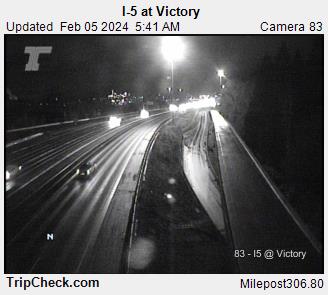 I-5 at Victory
Updated Feb 05 2024 5:41 AM Camera 83
T
N
83 - I5 @ Victory
TripCheck.com Milepost306.80